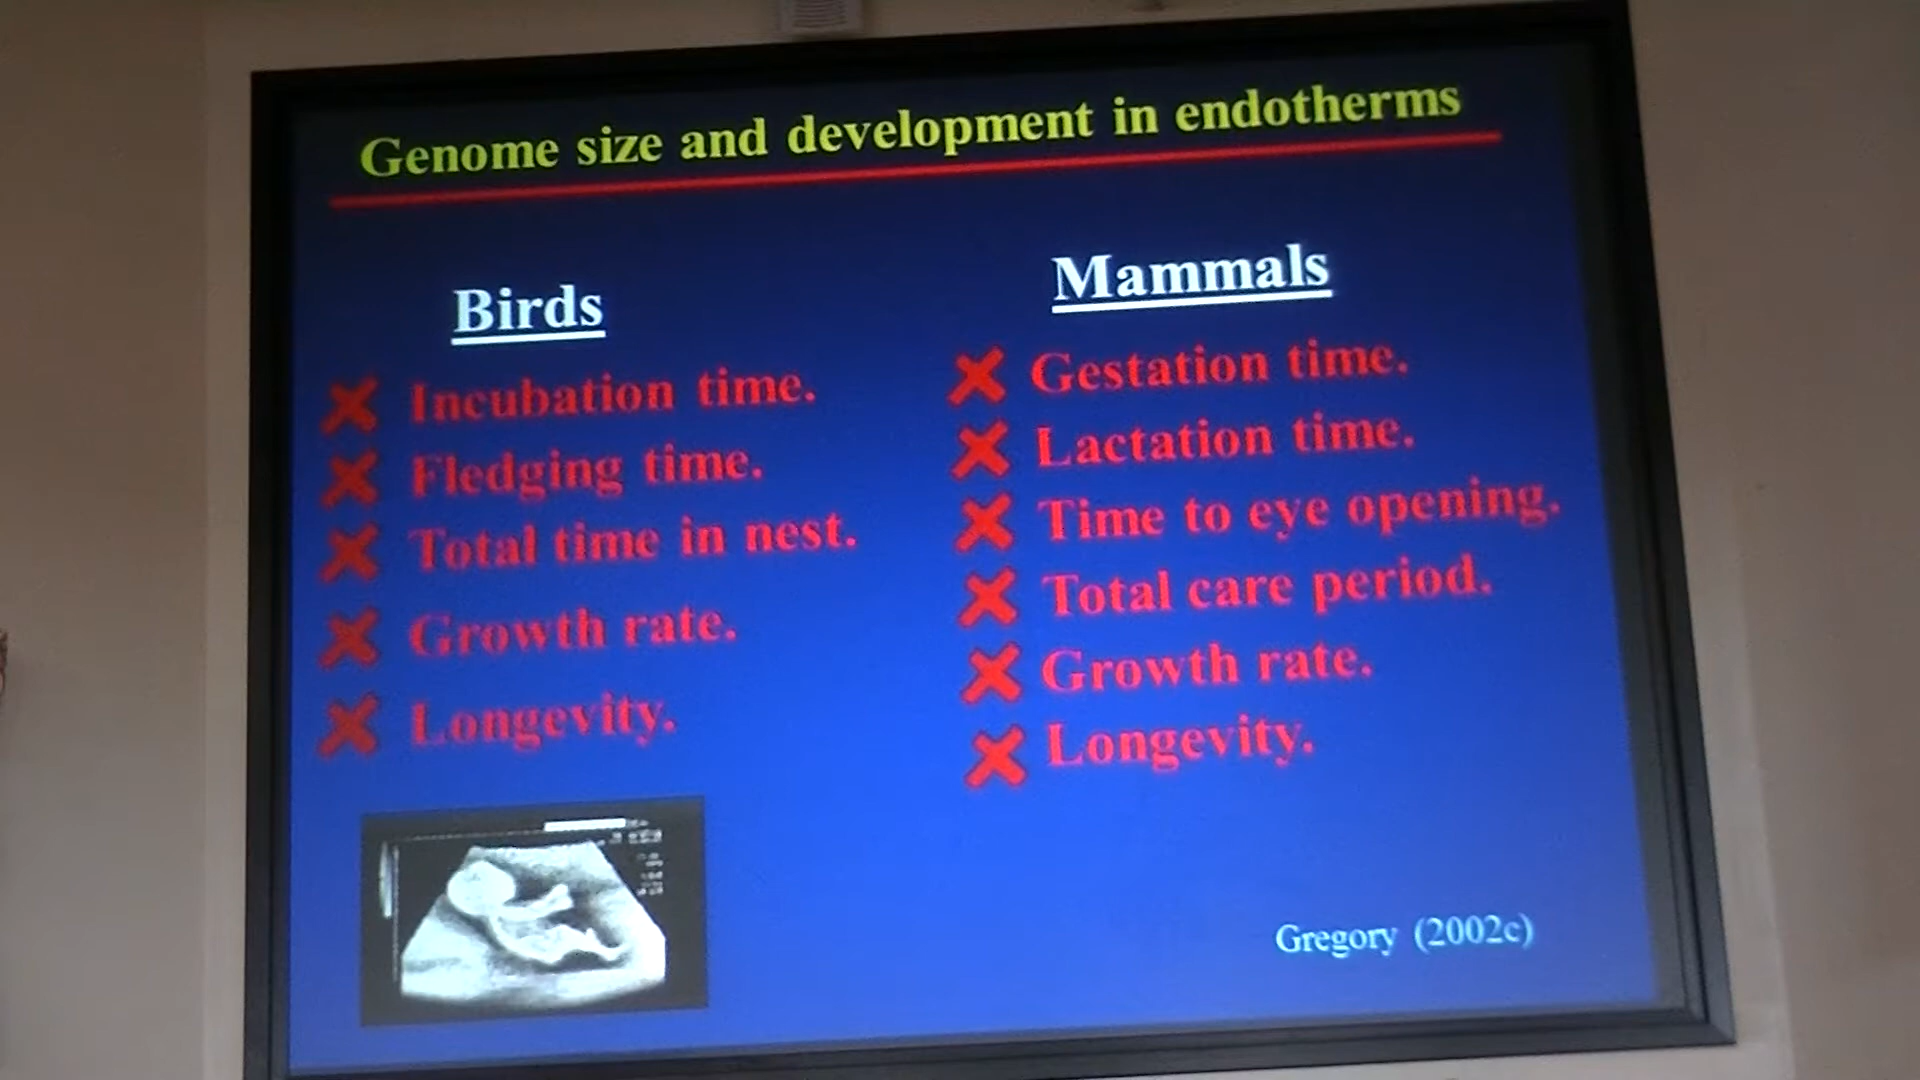 Genome size and development in endotherms
Birds
Incubation time.
Fledging time.
Total time in nest.
Growth rate.
Longevity.
Mammals
Gestation time.
Lactation time.
Time to eye opening.
Total care period.
Growth rate.
Longevity.
Gregory (2002c)